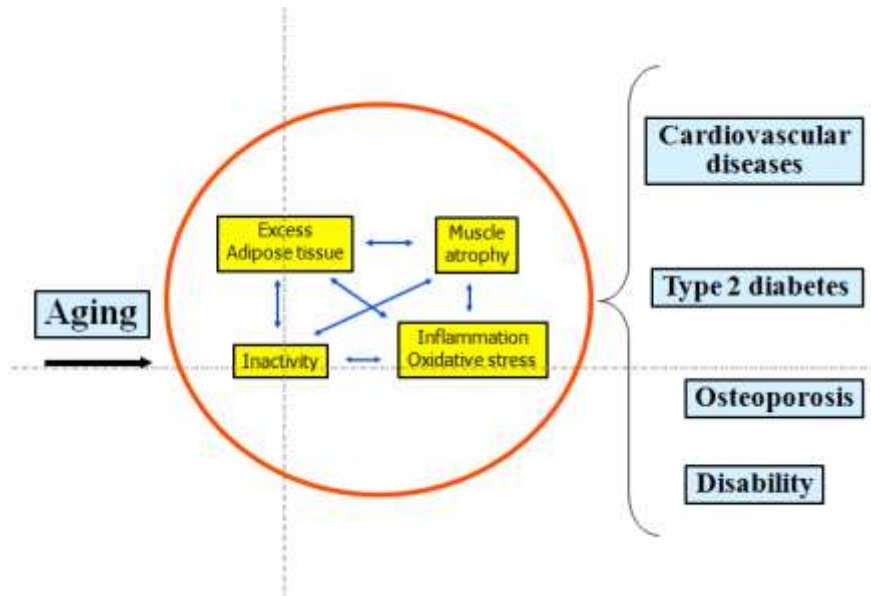 Aging
Excess
Adipose tissue
Muscle
atrophy
Inactivity
Inflammation
Oxidative stress
Cardiovascular
diseases
Type 2 diabetes
Osteoporosis
Disability